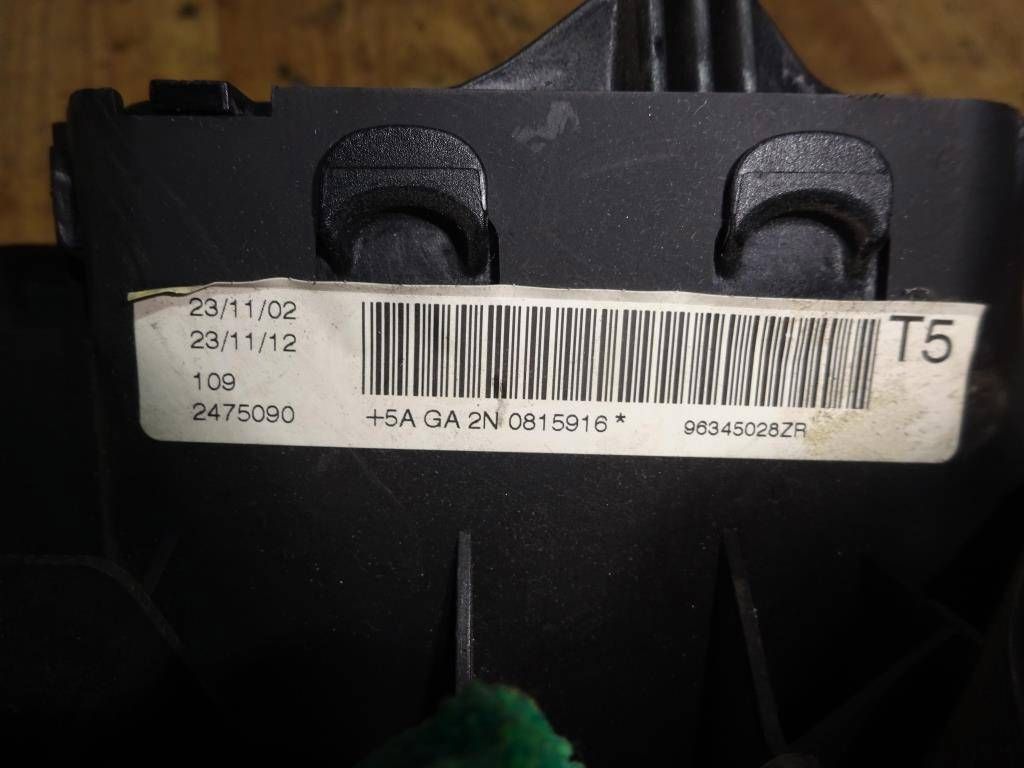 23/11/02
23/11/12
109
2475090
+5A GA 2N 0815916 *
96345028ZR
T5